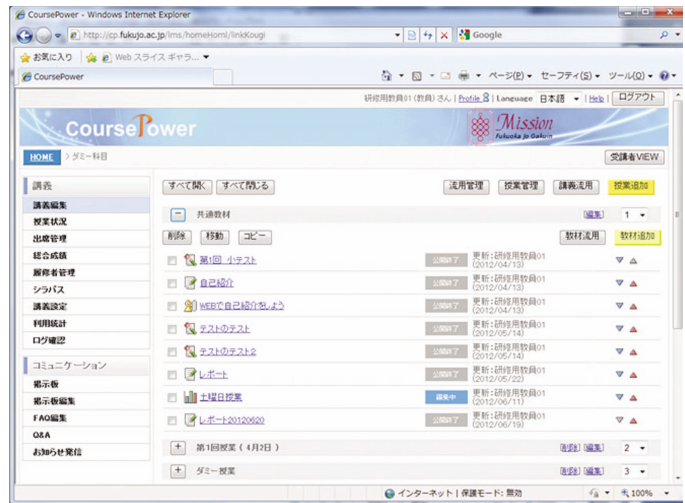 CoursePower - Windows Internet Explorer
http://cp.fukujo.ac.jp/lms/homeHoml/linkKougi
Google
お気に入り Web スライス ギャラ...
CoursePower
ページ(P) セーフティ(S) ツール(O)
研修用教員01(教員)さん | Profile | Language 日本語 | Help | ログアウト
CoursePower
Mission
Fukuoka Jo Gakuin
HOME > ダミー科目
受講者VIEW
講義
すべて開く すべて閉じる
流用管理 授業管理 講義流用 授業追加
講義編集
共通教材 [編集] 1
授業状況
削除 移動 コピー 教材流用 教材追加
出席管理
総合成績
履修者管理
シラバス
講義設定
利用統計
ログ確認
第1回 小テスト 公開終了 更新:研修用教員01
(2012/04/13)
自己紹介 公開終了 更新:研修用教員01
(2012/04/13)
WEBで自己紹介をしよう 公開終了 更新:研修用教員01
(2012/04/13)
テストのテスト 公開終了 更新:研修用教員01
(2012/05/14)
テストのテスト2 公開終了 更新:研修用教員01
(2012/05/14)
レポート 公開終了 更新:研修用教員01
(2012/05/22)
土曜日授業 編集中 更新:研修用教員01
(2012/06/11)
レポート20120620 公開終了 更新:研修用教員01
(2012/06/19)
コミュニケーション
掲示板
掲示板編集
FAQ編集
Q&A
お知らせ発信
第1回授業 ( 4月2日 ) [削除] [編集] 2
ダミー授業 [削除] [編集] 3
インターネット | 保護モード: 無効
100%